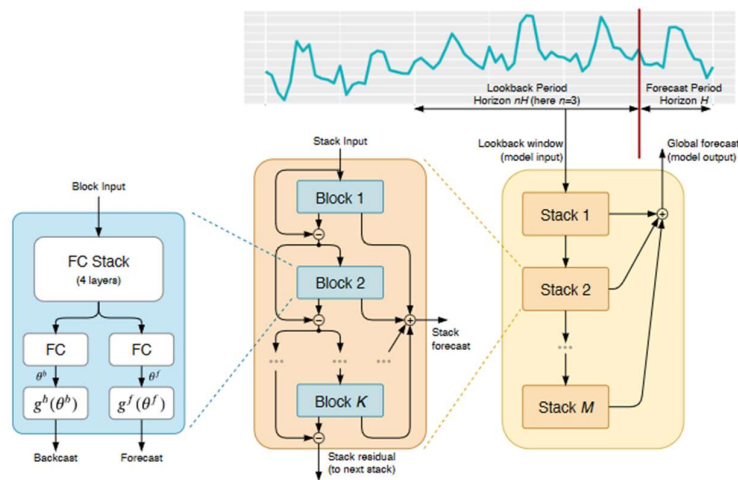 Lookback Period
Horizon nH (here n=3)
Forecast Period
Horizon H
Block Input
FC Stack
(4 layers)
FC
FC
θᵇ
θᶠ
gᵇ(θᵇ)
gᶠ(θᶠ)
Backcast
Forecast
Stack Input
Block 1
Block 2
...
...
...
Block K
Stack
forecast
Stack residual
(to next stack)
Lookback window
(model input)
Global forecast
(model output)
Stack 1
Stack 2
...
Stack M